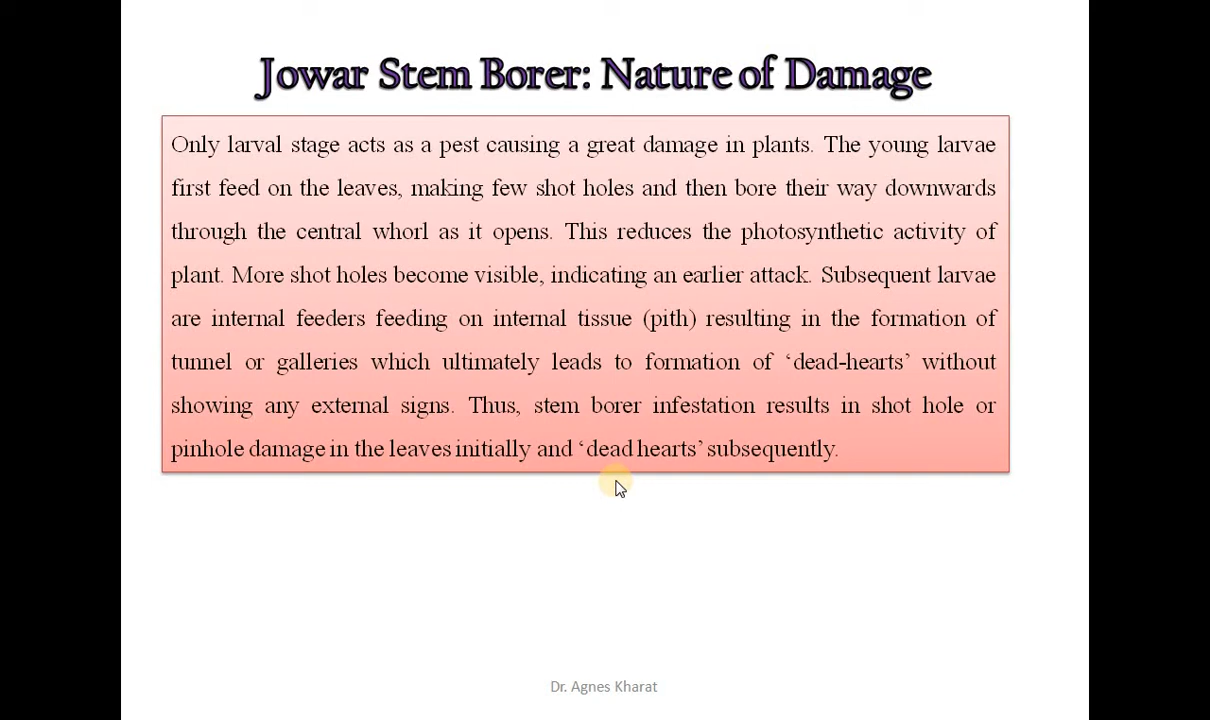 Jowar Stem Borer: Nature of Damage
Only larval stage acts as a pest causing a great damage in plants. The young larvae
first feed on the leaves, making few shot holes and then bore their way downwards
through the central whorl as it opens. This reduces the photosynthetic activity of
plant. More shot holes become visible, indicating an earlier attack. Subsequent larvae
are internal feeders feeding on internal tissue (pith) resulting in the formation of
tunnel or galleries which ultimately leads to formation of ‘dead-hearts’ without
showing any external signs. Thus, stem borer infestation results in shot hole or
pinhole damage in the leaves initially and ‘dead hearts’ subsequently.
Dr. Agnes Kharat